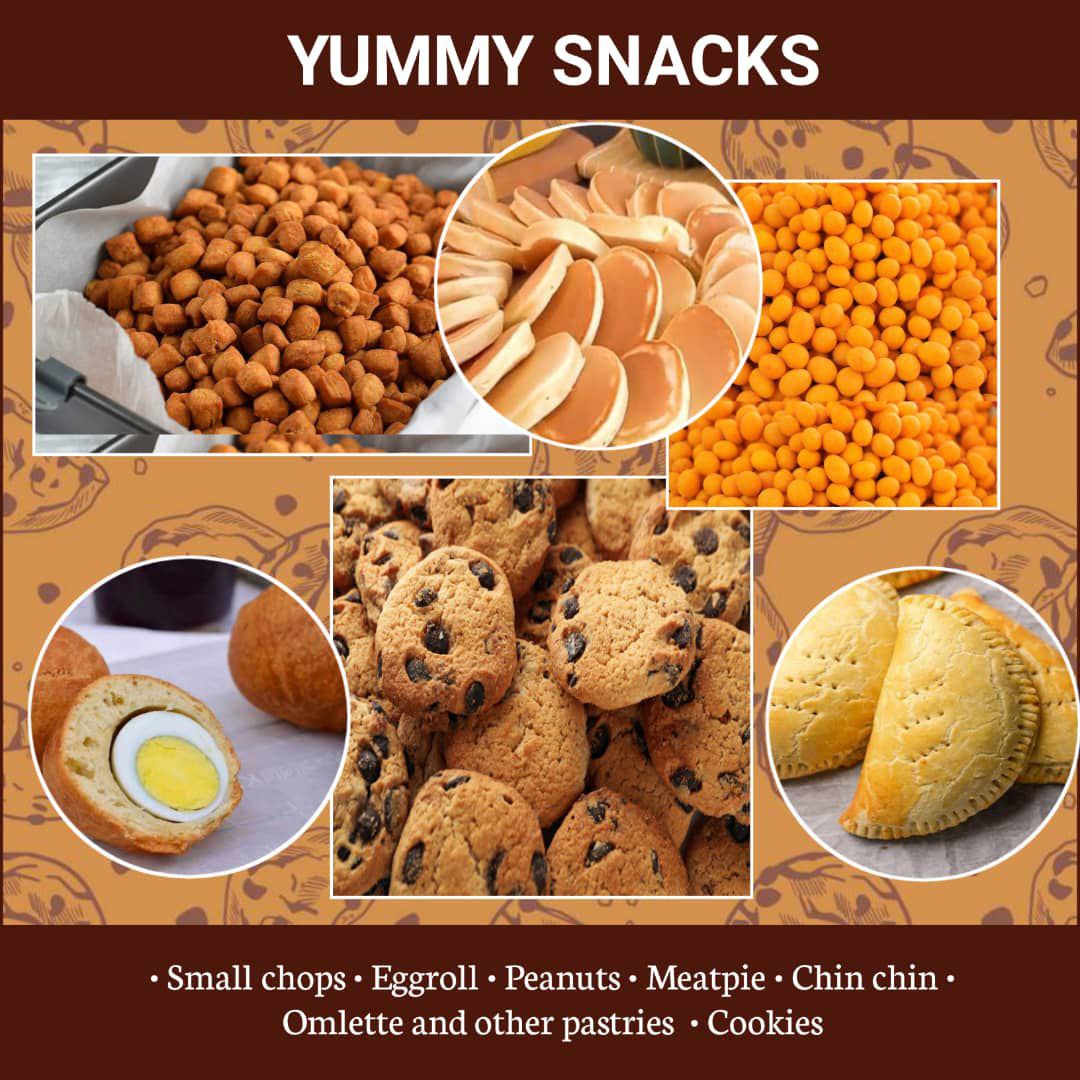 YUMMY SNACKS
• Small chops • Eggroll • Peanuts • Meatpie • Chin chin •
Omlette and other pastries • Cookies